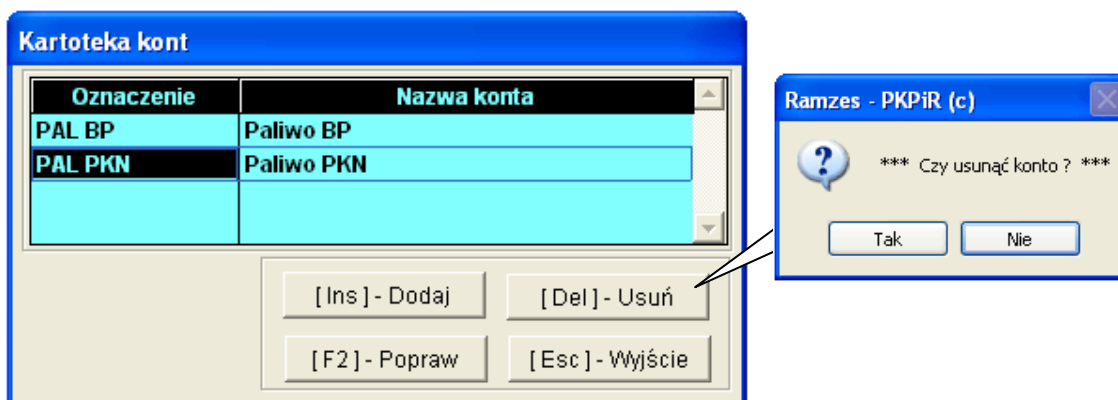 Kartoteka kont
Oznaczenie Nazwa konta
PAL BP Paliwo BP
PAL PKN Paliwo PKN
[Ins] - Dodaj [Del] - Usuń
[F2] - Popraw [Esc] - Wyjście
Ramzes - PKPiR (c)
*** Czy usunąć konto ? ***
Tak Nie